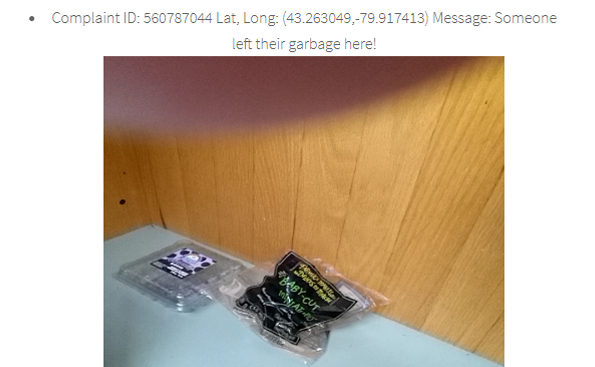 Complaint ID: 560787044 Lat, Long: (43.263049,-79.917413) Message: Someone
left their garbage here!
BABY-CUT